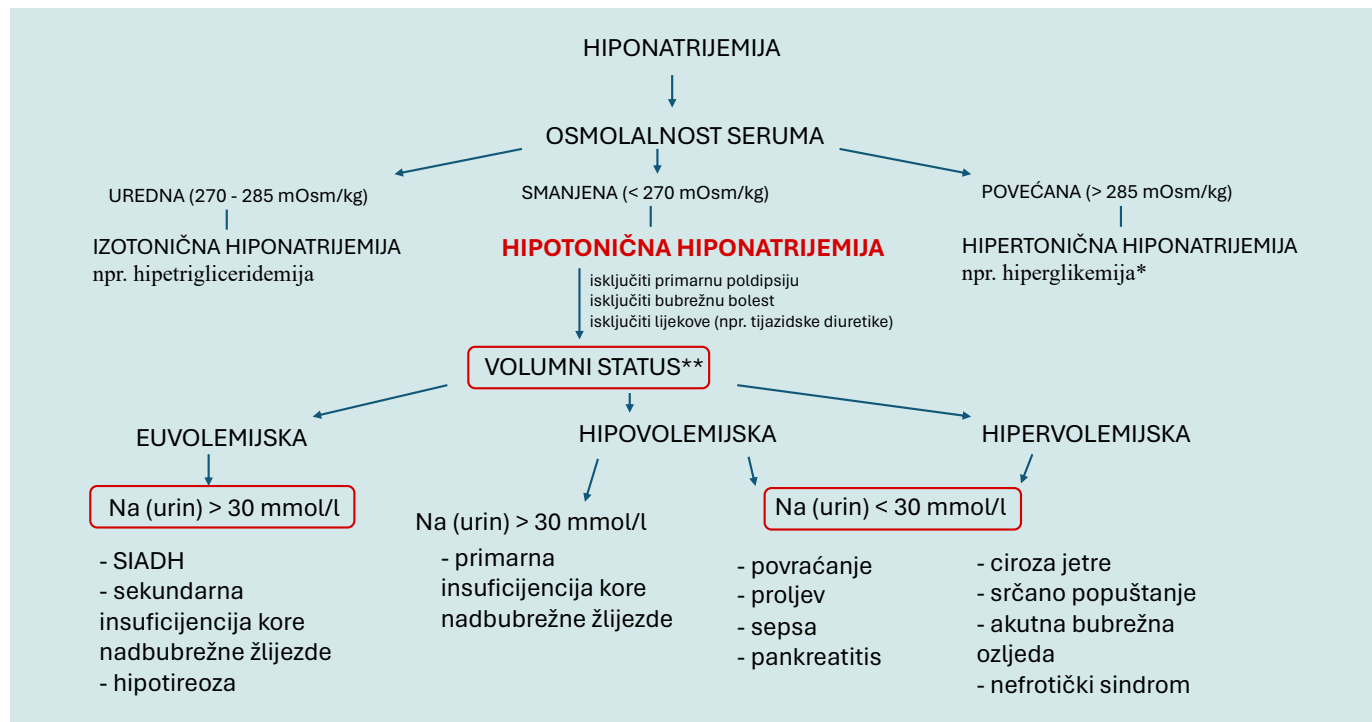 HIPONATRIJEMIJA
OSMOLALNOST SERUMA
UREDNA (270 - 285 mOsm/kg)
SMANJENA (< 270 mOsm/kg)
POVEĆANA (> 285 mOsm/kg)
IZOTONIČNA HIPONATRIJEMIJA
npr. hipetrigliceridemija
HIPOTONIČNA HIPONATRIJEMIJA
HIPERTONIČNA HIPONATRIJEMIJA
npr. hiperglikemija*
isključiti primarnu poldipsiju
isključiti bubrežnu bolest
isključiti lijekove (npr. tijazidske diuretike)
VOLUMNI STATUS**
EUVOLEMIJSKA
HIPOVOLEMIJSKA
HIPERVOLEMIJSKA
Na (urin) > 30 mmol/l
Na (urin) > 30 mmol/l
Na (urin) < 30 mmol/l
- SIADH
- sekundarna
insuficijencija kore
nadbubrežne žlijezde
- hipotireoza
- primarna
insuficijencija kore
nadbubrežne žlijezde
- povraćanje
- proljev
- sepsa
- pankreatitis
- ciroza jetre
- srčano popuštanje
- akutna bubrežna
ozljeda
- nefrotički sindrom